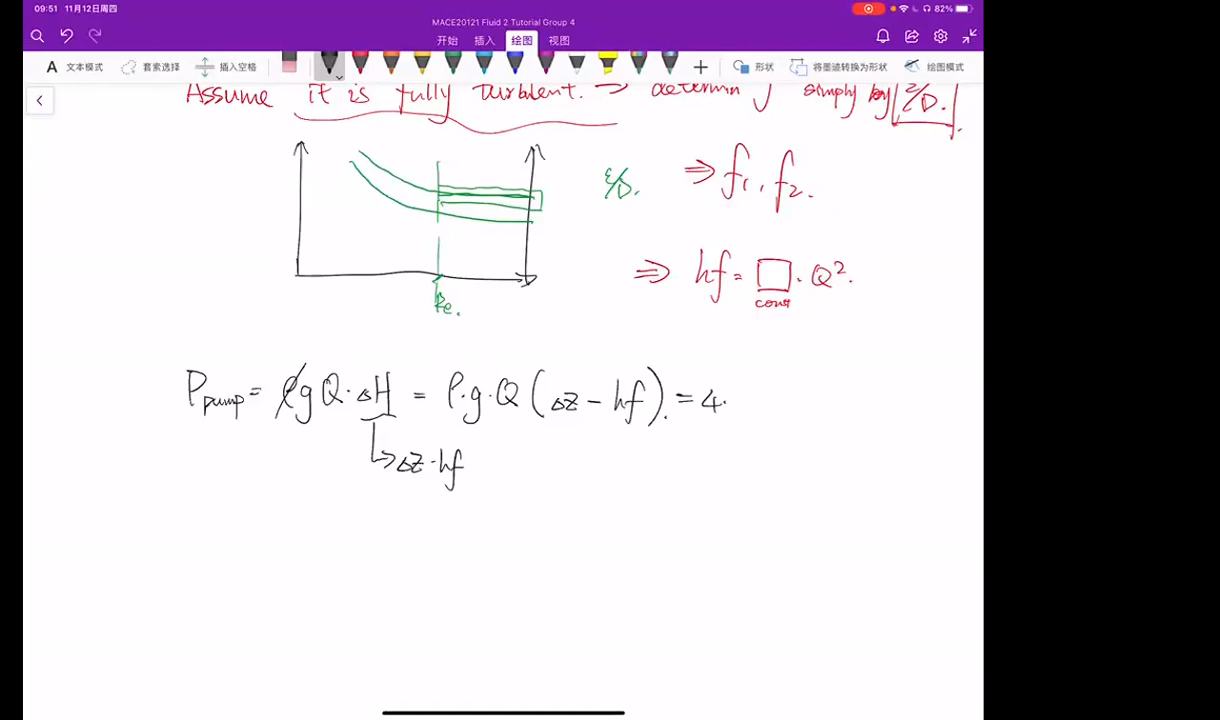 09:51 11月12日周四
82%
MACE20121 Fluid 2 Tutorial Group 4
开始 插入 绘图 视图
A 文本模式 套索选择 插入空格 形状 将墨迹转换为形状 绘图模式
Assume it is fully turblent. ⇒ determin f simply by ε/D.
ε/D. ⇒ f1, f2.
⇒ hf = □ · Q².
const
Re.
P pump = ρgQ·ΔH = ρ·g·Q(ΔZ - hf). = 4.
↳ ΔZ - hf